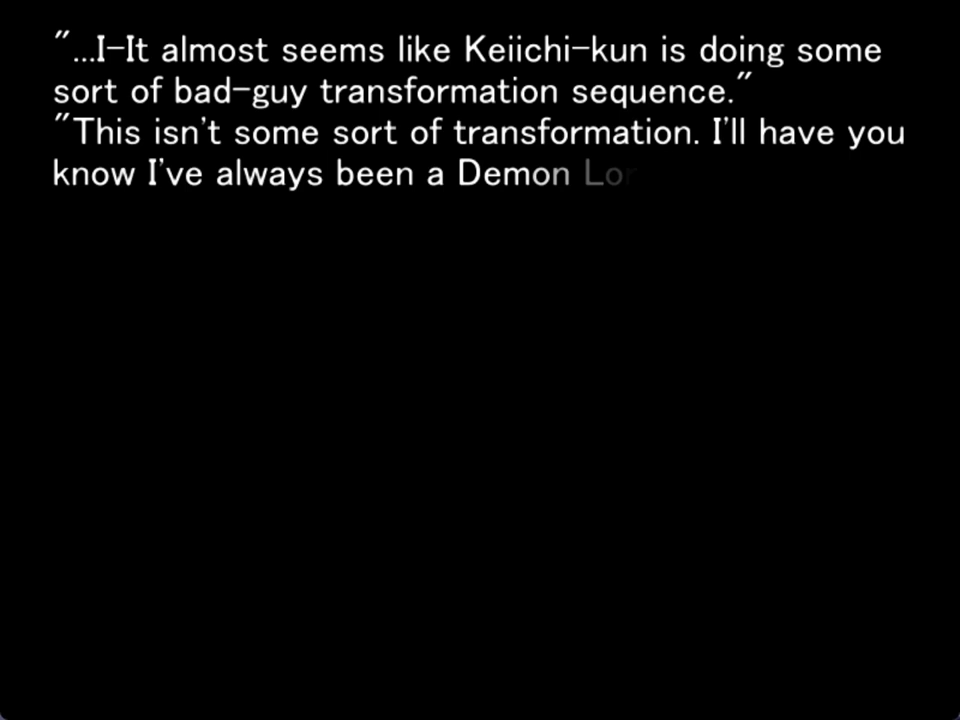 "...I-It almost seems like Keiichi-kun is doing some
sort of bad-guy transformation sequence."
"This isn't some sort of transformation. I'll have you
know I've always been a Demon Lor